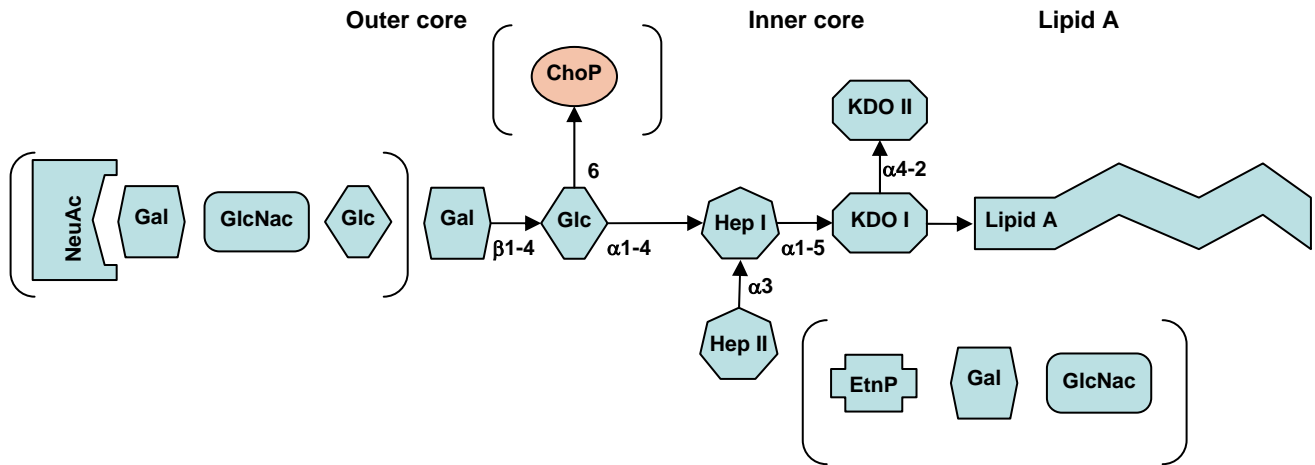 Outer core
Inner core
Lipid A
ChoP
KDO II
6
α4-2
NeuAc
Gal
GlcNac
Glc
Gal
Glc
Hep I
KDO I
Lipid A
β1-4
α1-4
α1-5
α3
Hep II
EtnP
Gal
GlcNac